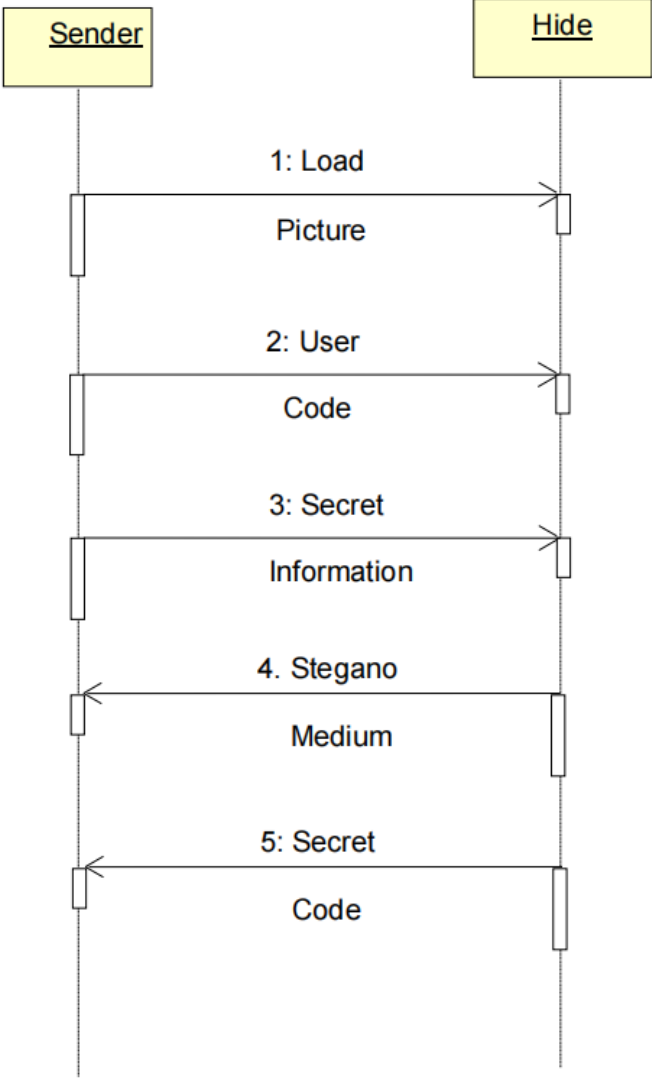 Sender
Hide
1: Load
Picture
2: User
Code
3: Secret
Information
4. Stegano
Medium
5: Secret
Code